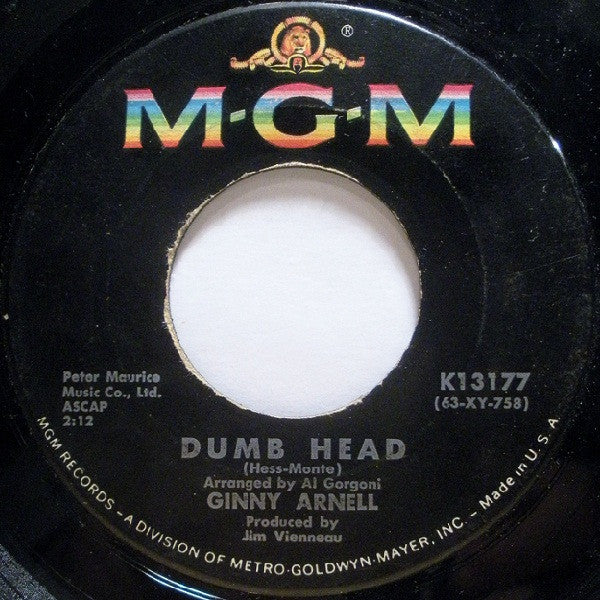 ®
M-G-M
Peter Maurice
Music Co., Ltd.
ASCAP
2:12
K13177
(63-XY-758)
DUMB HEAD
(Hess-Monte)
Arranged by Al Gorgoni
GINNY ARNELL
Produced by
Jim Vienneau
MGM RECORDS – A DIVISION OF METRO-GOLDWYN-MAYER, INC. – Made in U.S.A.